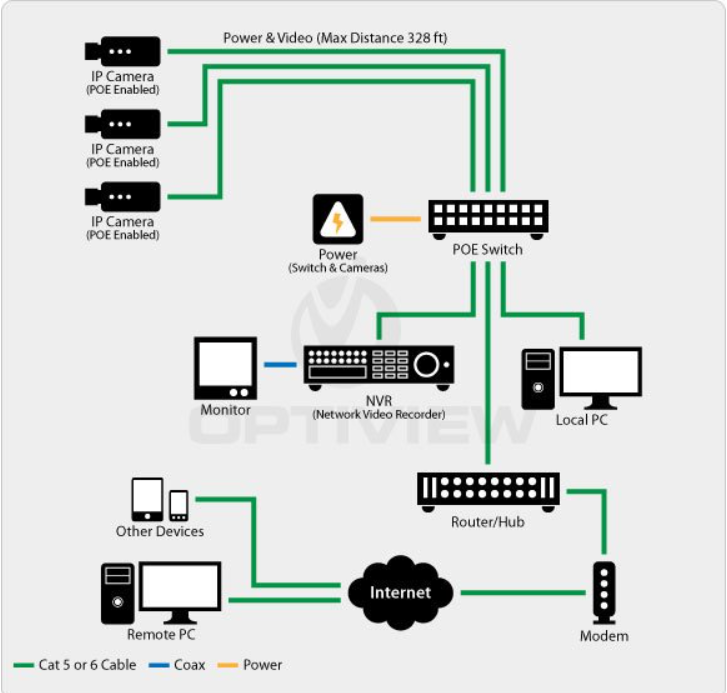 Power & Video (Max Distance 328 ft)
IP Camera
(POE Enabled)
IP Camera
(POE Enabled)
IP Camera
(POE Enabled)
POE Switch
Power
(Switch & Cameras)
Monitor
NVR
(Network Video Recorder)
Local PC
OPTIVIEW
Router/Hub
Other Devices
Internet
Remote PC
Modem
Cat 5 or 6 Cable
Coax
Power